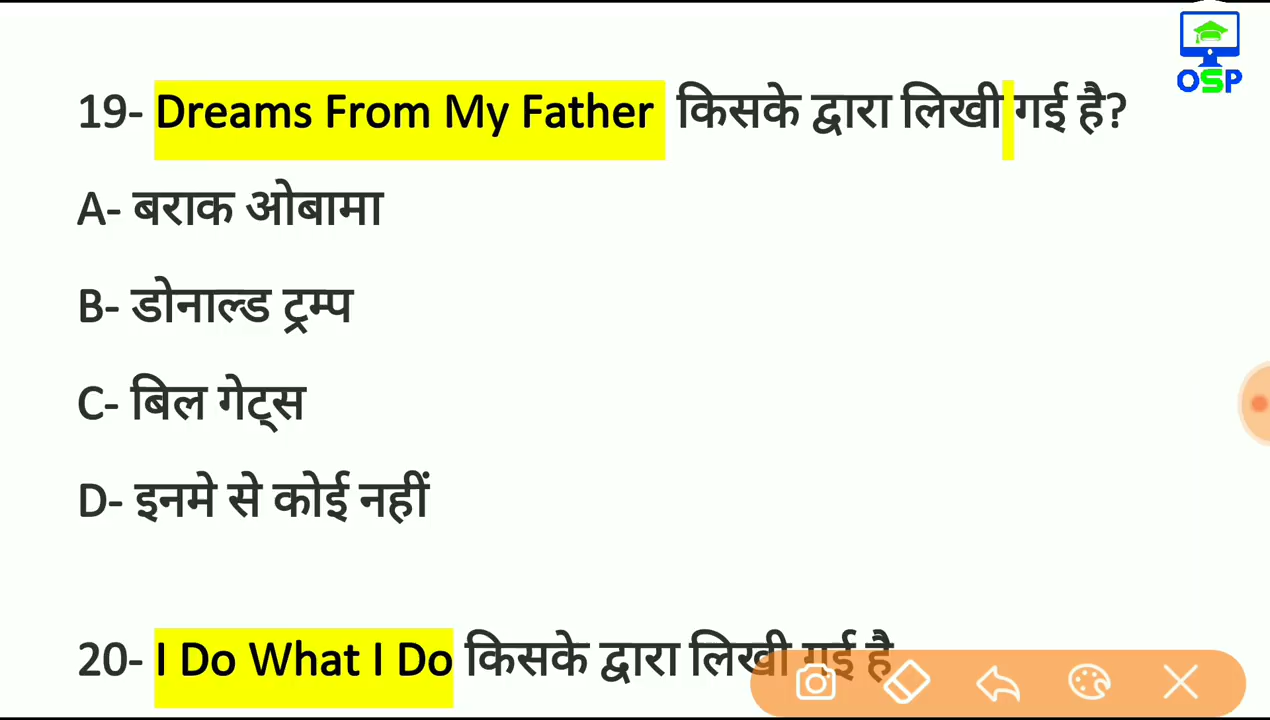 OSP
19- Dreams From My Father किसके द्वारा लिखी गई है?
A- बराक ओबामा
B- डोनाल्ड ट्रम्प
C- बिल गेट्स
D- इनमे से कोई नहीं
20- I Do What I Do किसके द्वारा लिखी गई है